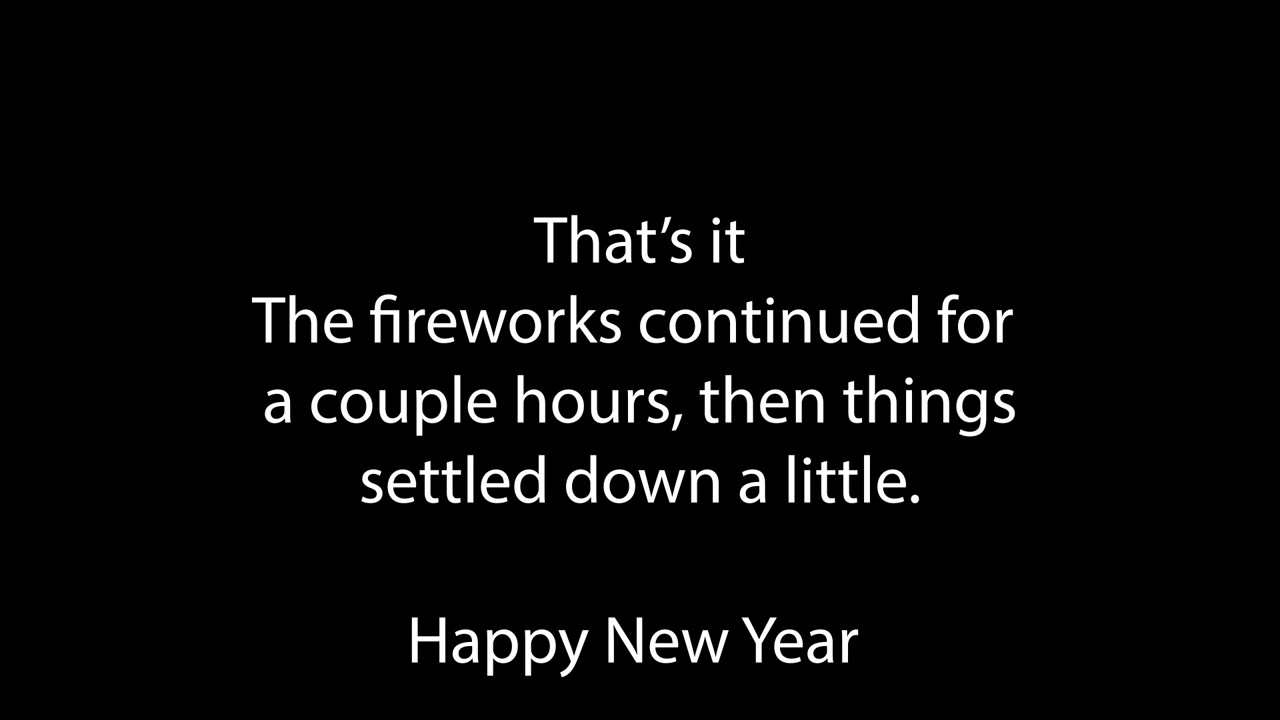 That’s it
The fireworks continued for
a couple hours, then things
settled down a little.
Happy New Year